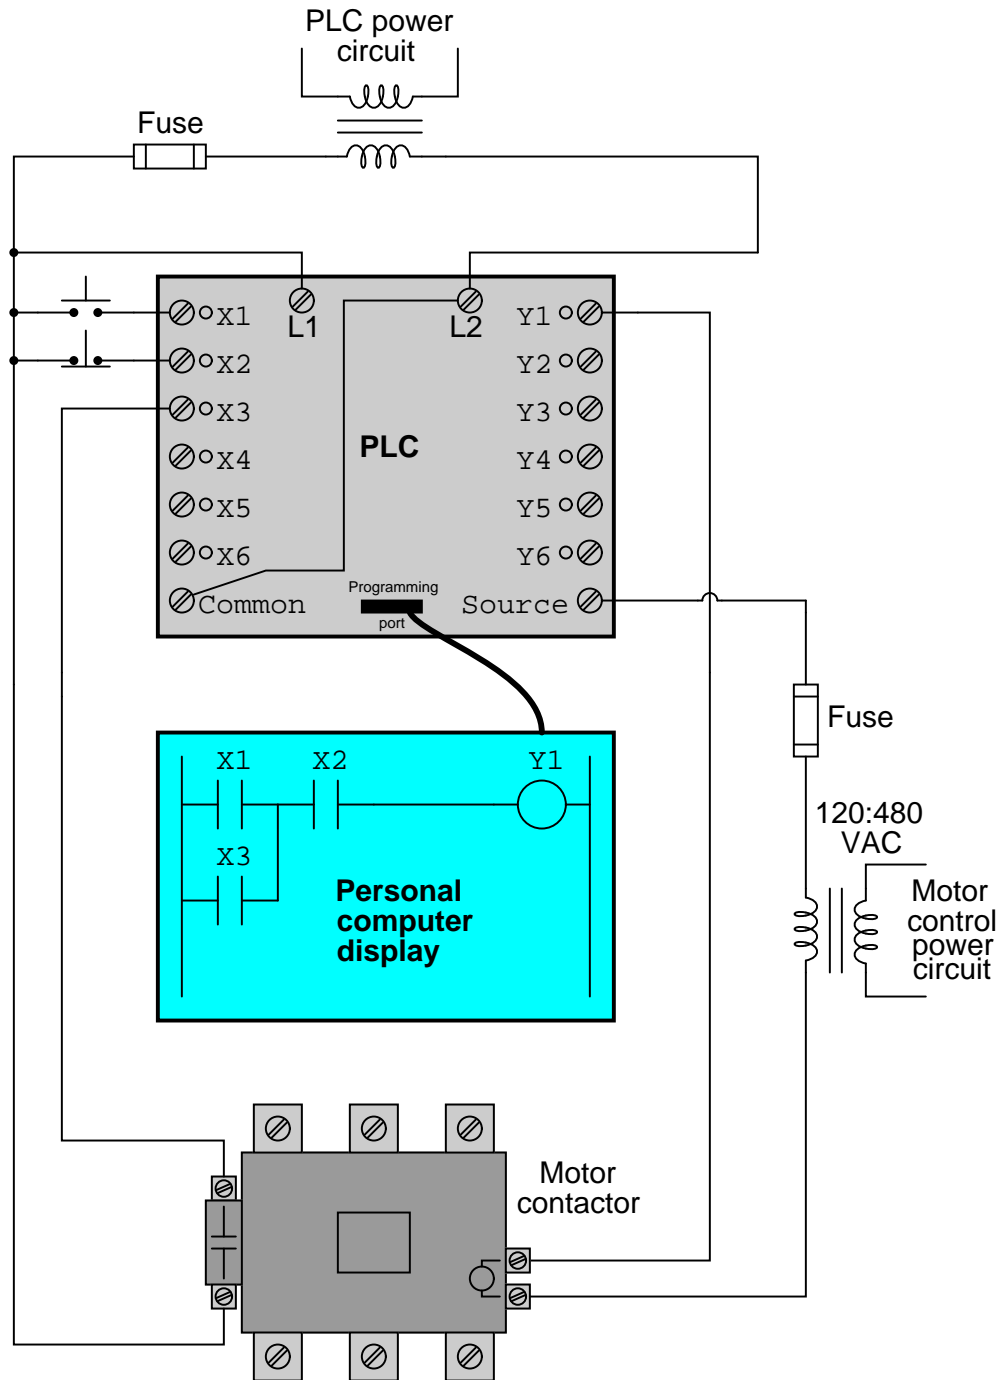 PLC power
circuit
Fuse
L1
L2
X1
X2
X3
X4
X5
X6
Common
PLC
Programming
port
Y1
Y2
Y3
Y4
Y5
Y6
Source
Fuse
X1
X2
Y1
X3
Personal
computer
display
120:480
VAC
Motor
control
power
circuit
Motor
contactor